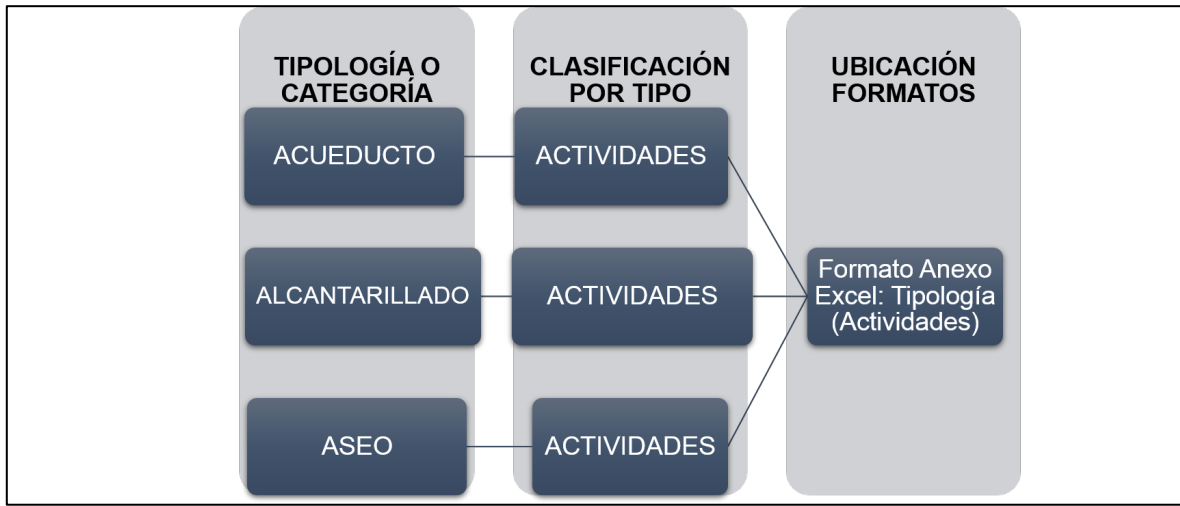 TIPOLOGÍA O
CATEGORÍA
CLASIFICACIÓN
POR TIPO
UBICACIÓN
FORMATOS
ACUEDUCTO
ACTIVIDADES
ALCANTARILLADO
ACTIVIDADES
Formato Anexo
Excel: Tipología
(Actividades)
ASEO
ACTIVIDADES